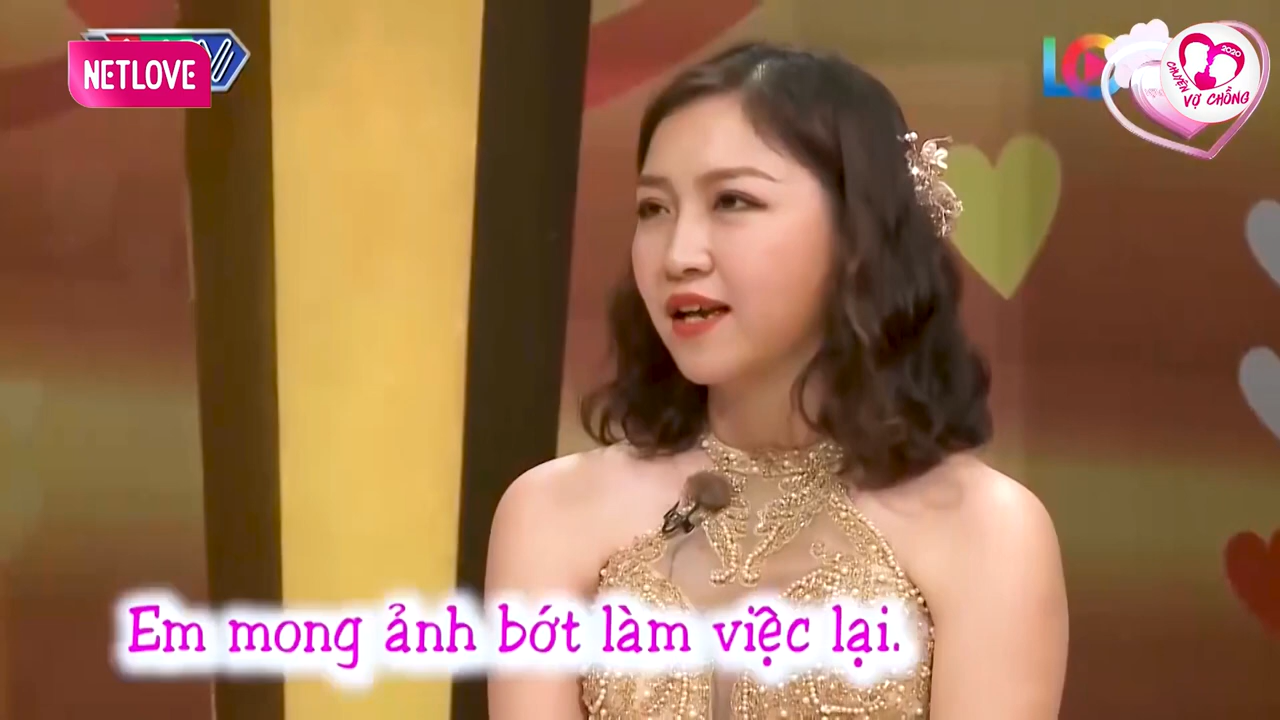 NETLOVE
2020
CHUYỆN
VỢ CHỒNG
Em mong ảnh bớt làm việc lại.